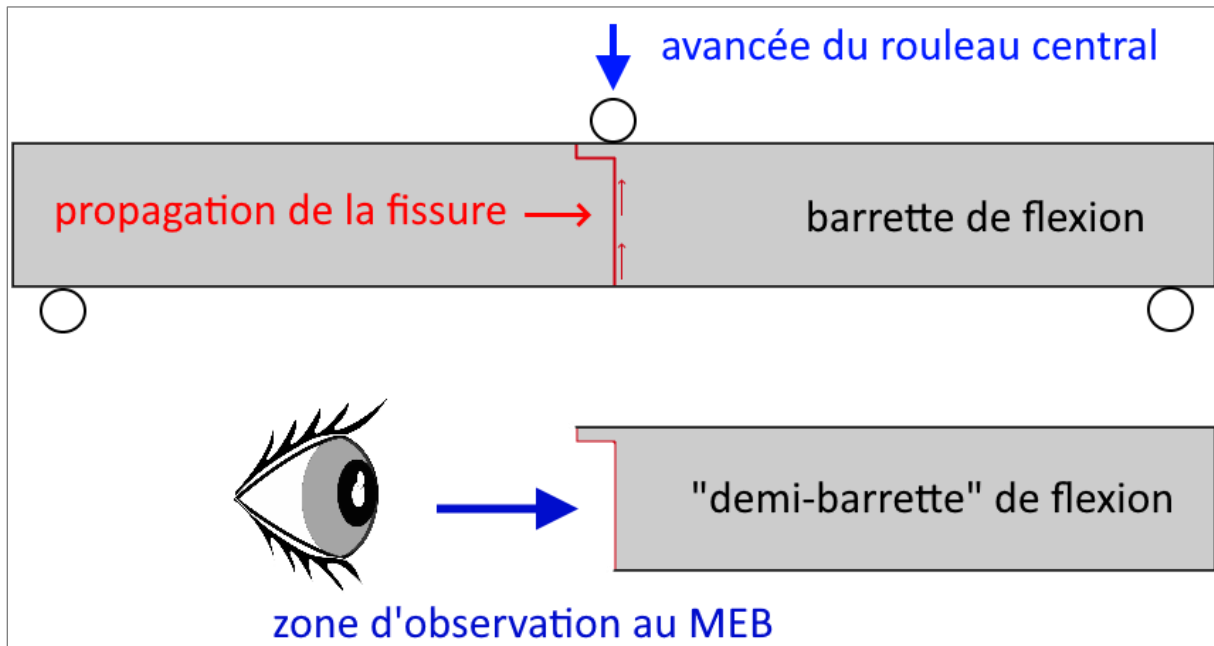 avancée du rouleau central
propagation de la fissure
barrette de flexion
"demi-barrette" de flexion
zone d'observation au MEB